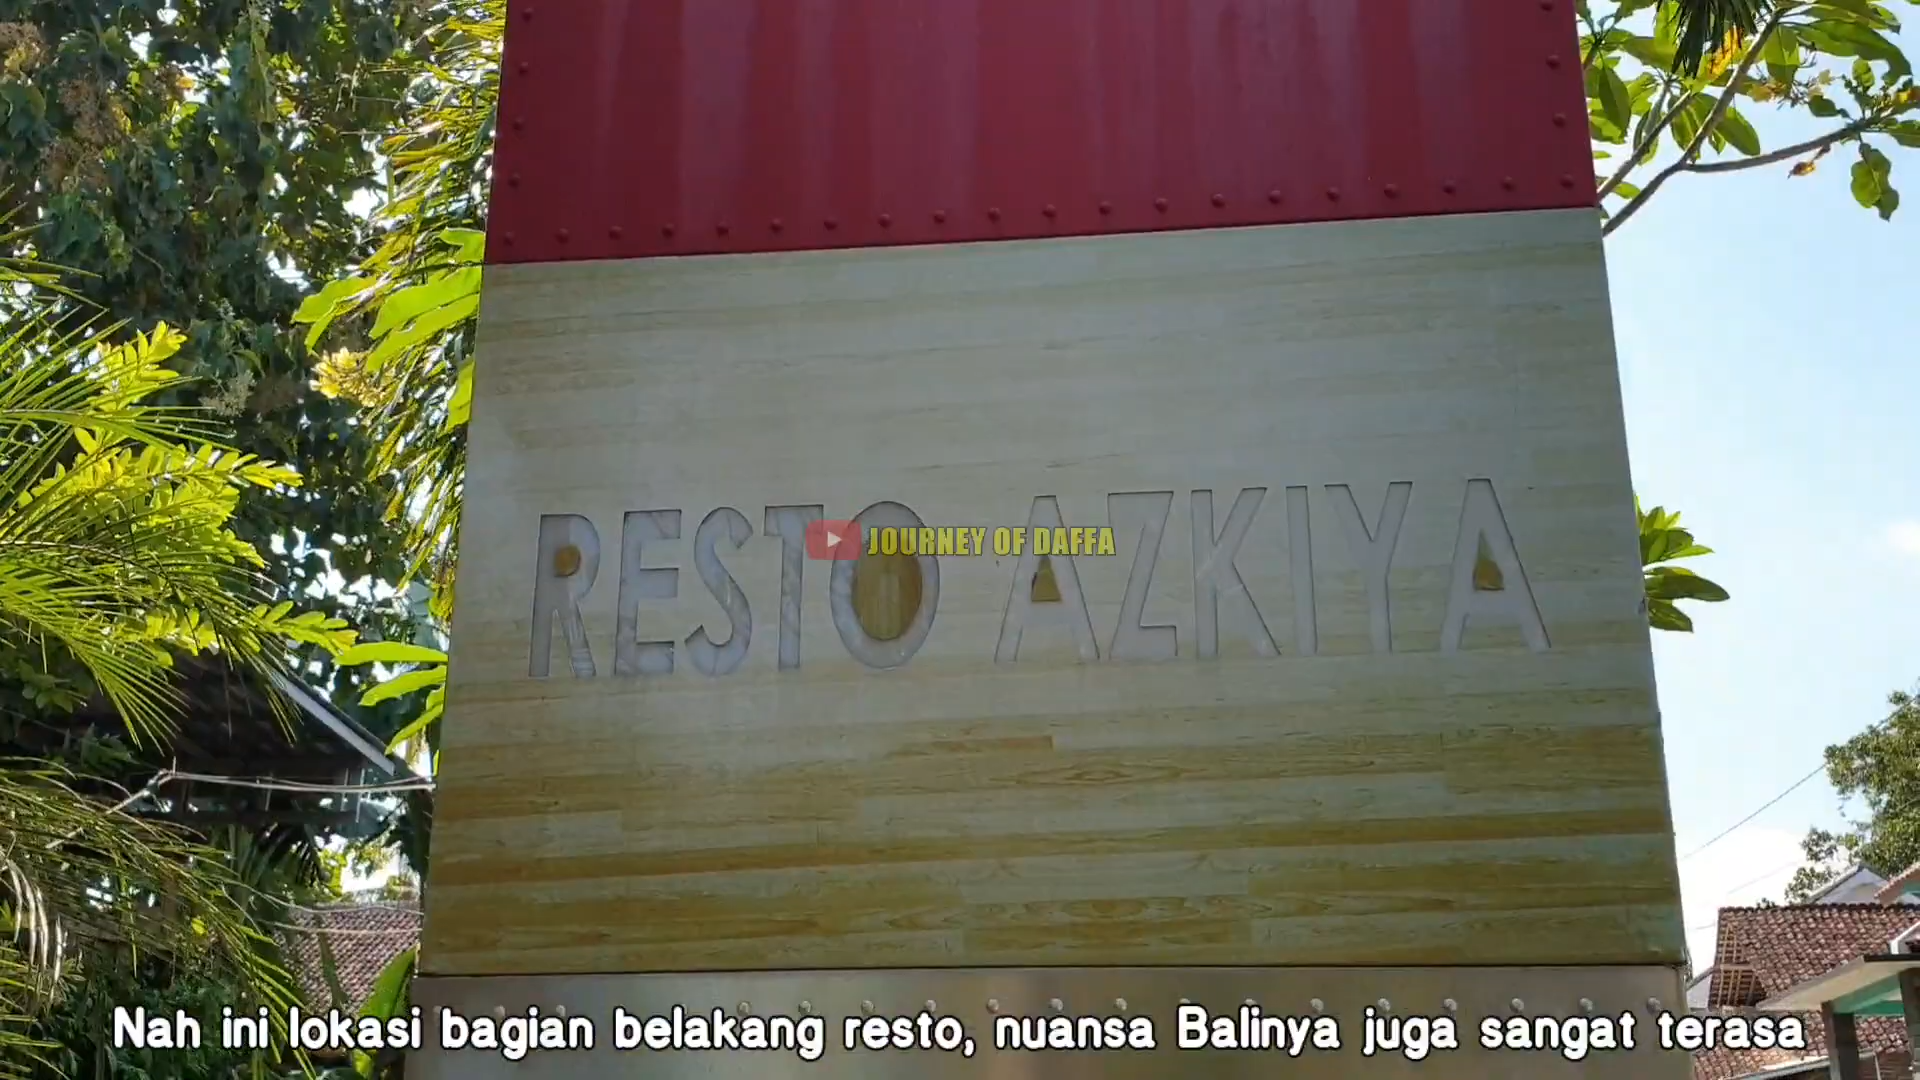 RESTO AZKIYA
JOURNEY OF DAFFA
Nah ini lokasi bagian belakang resto, nuansa Balinya juga sangat terasa